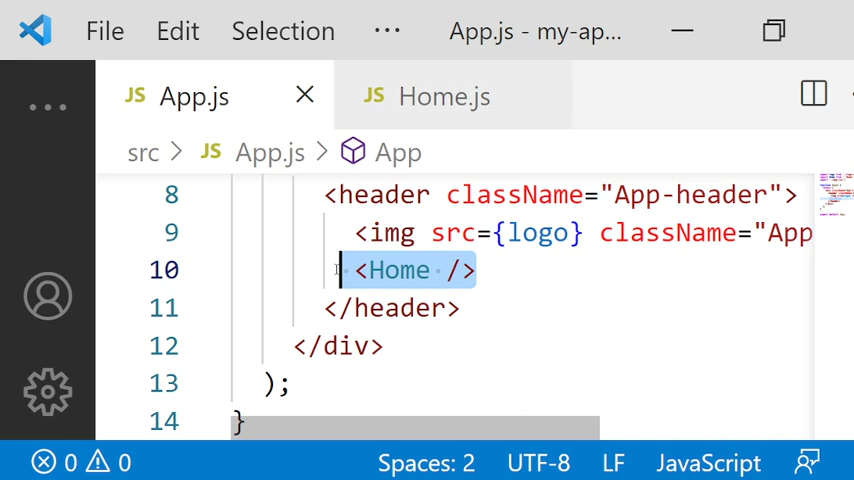 File Edit Selection ··· App.js - my-ap...
JS App.js JS Home.js
src > JS App.js > App
8 <header className="App-header">
9 <img src={logo} className="App
10 <Home />
11 </header>
12 </div>
13 );
14 }
0 0 Spaces: 2 UTF-8 LF JavaScript